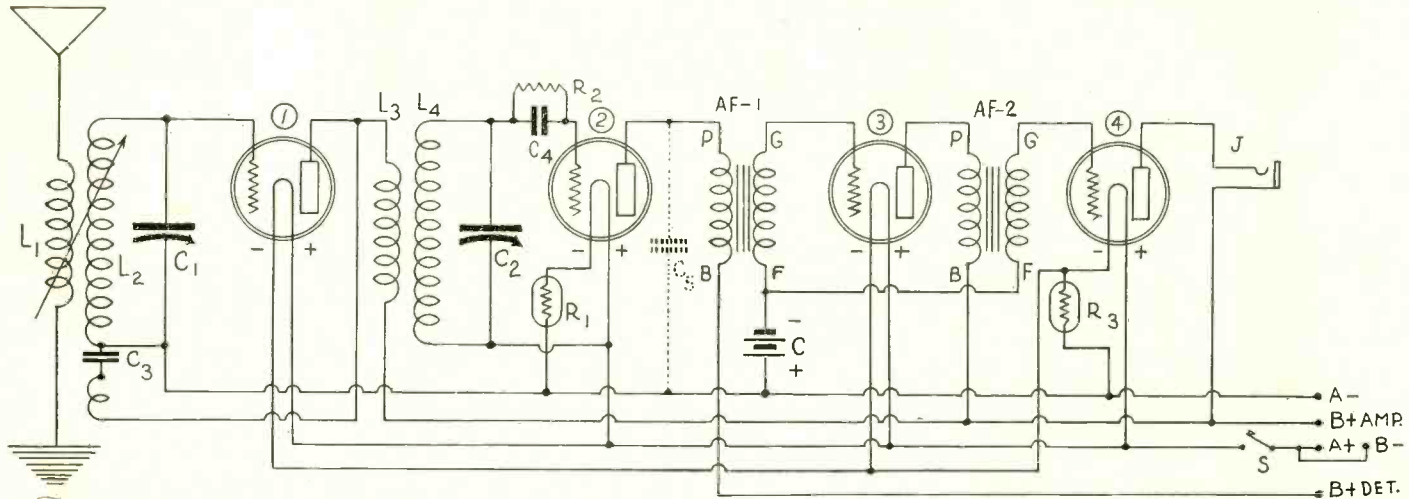 L1
L2
C1
C3
1
- +
L3 L4
C2
R2
C4
2
- +
R1
C5
AF-1
P G
B F
-
C
+
3
- +
AF-2
P G
B F
4
- +
R3
J
S
A-
B+AMP.
A+ B-
B+DET.